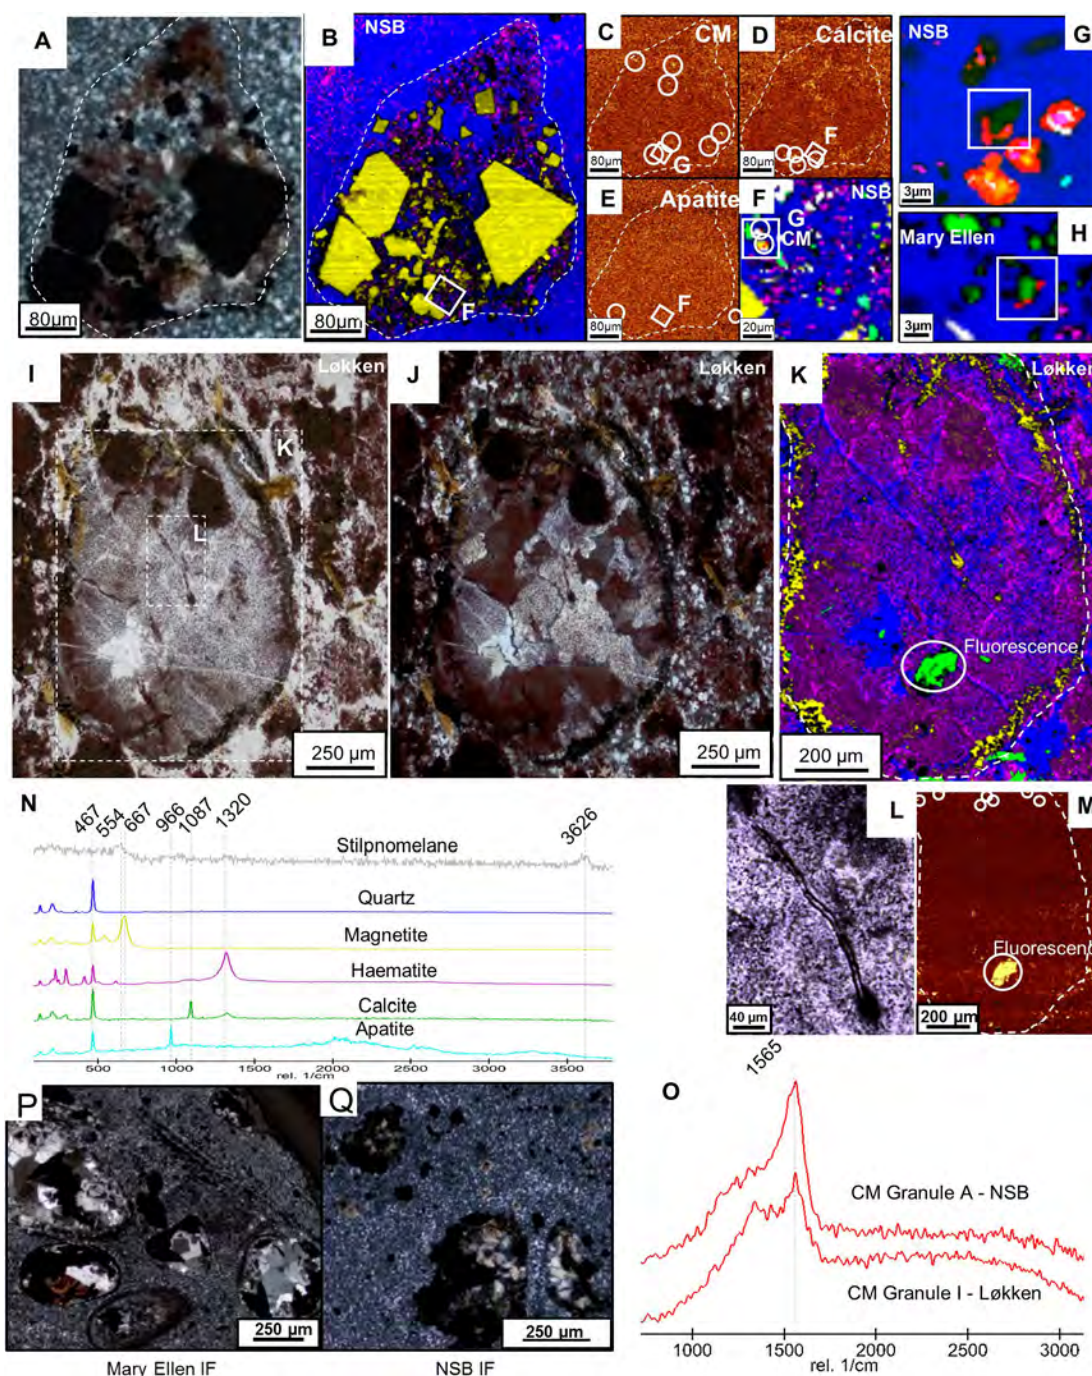 A
80µm
B
NSB
F
80µm
C
CM
G
80µm
D
Calcite
F
80µm
E
Apatite
F
80µm
F
NSB
G
CM
20µm
NSB
G
3µm
Mary Ellen
H
3µm
I
Løkken
K
L
250 µm
J
Løkken
250 µm
K
Løkken
Fluorescence
200 µm
N
467
554
667
966
1087
1320
3626
Stilpnomelane
Quartz
Magnetite
Haematite
Calcite
Apatite
500 1000 1500 2000 2500 3000 3500
rel. 1/cm
L
40 µm
M
Fluorescence
200 µm
P
250 µm
Mary Ellen IF
Q
250 µm
NSB IF
O
1565
CM Granule A - NSB
CM Granule I - Løkken
1000 1500 2000 2500 3000
rel. 1/cm